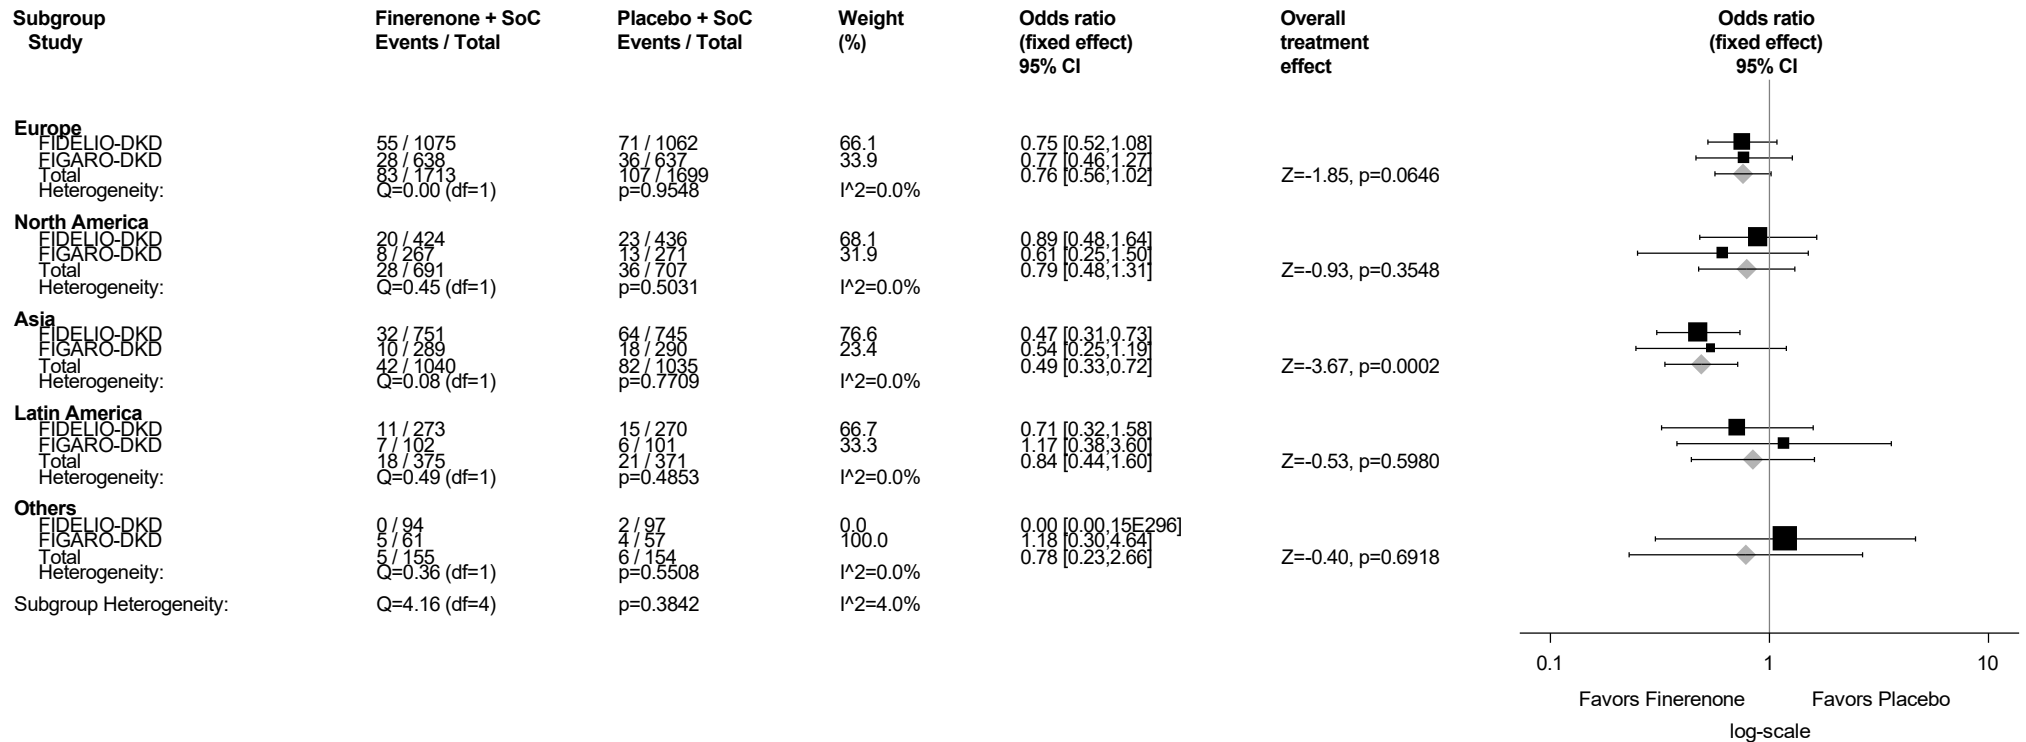 Subgroup Finerenone + SoC Placebo + SoC Weight Odds ratio Overall Odds ratio
Study Events / Total Events / Total (%) (fixed effect) treatment (fixed effect)
95% CI effect 95% CI
Europe
FIDELIO-DKD 55 / 1075 71 / 1062 66.1 0.75 [0.52,1.08]
FIGARO-DKD 28 / 638 36 / 637 33.9 0.77 [0.46,1.27]
Total 83 / 1713 107 / 1699 0.76 [0.56,1.02] Z=-1.85, p=0.0646
Heterogeneity: Q=0.00 (df=1) p=0.9548 I^2=0.0%
North America
FIDELIO-DKD 20 / 424 23 / 436 68.1 0.89 [0.48,1.64]
FIGARO-DKD 8 / 267 13 / 271 31.9 0.61 [0.25,1.50]
Total 28 / 691 36 / 707 0.79 [0.48,1.31] Z=-0.93, p=0.3548
Heterogeneity: Q=0.45 (df=1) p=0.5031 I^2=0.0%
Asia
FIDELIO-DKD 32 / 751 64 / 745 76.6 0.47 [0.31,0.73]
FIGARO-DKD 10 / 289 18 / 290 23.4 0.54 [0.25,1.19]
Total 42 / 1040 82 / 1035 0.49 [0.33,0.72] Z=-3.67, p=0.0002
Heterogeneity: Q=0.08 (df=1) p=0.7709 I^2=0.0%
Latin America
FIDELIO-DKD 11 / 273 15 / 270 66.7 0.71 [0.32,1.58]
FIGARO-DKD 7 / 102 6 / 101 33.3 1.17 [0.38,3.60]
Total 18 / 375 21 / 371 0.84 [0.44,1.60] Z=-0.53, p=0.5980
Heterogeneity: Q=0.49 (df=1) p=0.4853 I^2=0.0%
Others
FIDELIO-DKD 0 / 94 2 / 97 0.0 0.00 [0.00,15E296]
FIGARO-DKD 5 / 61 4 / 57 100.0 1.18 [0.30,4.64]
Total 5 / 155 6 / 154 0.78 [0.23,2.66] Z=-0.40, p=0.6918
Heterogeneity: Q=0.36 (df=1) p=0.5508 I^2=0.0%
Subgroup Heterogeneity: Q=4.16 (df=4) p=0.3842 I^2=4.0%
0.1 1 10
Favors Finerenone Favors Placebo
log-scale